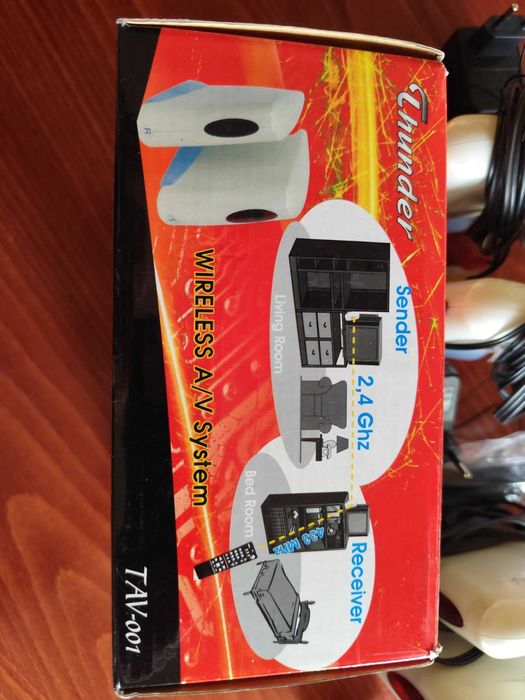 Thunder
Sender
2,4 Ghz
Receiver
Living Room
433 Mhz
Bed Room
WIRELESS A/V System
TAV-001
R